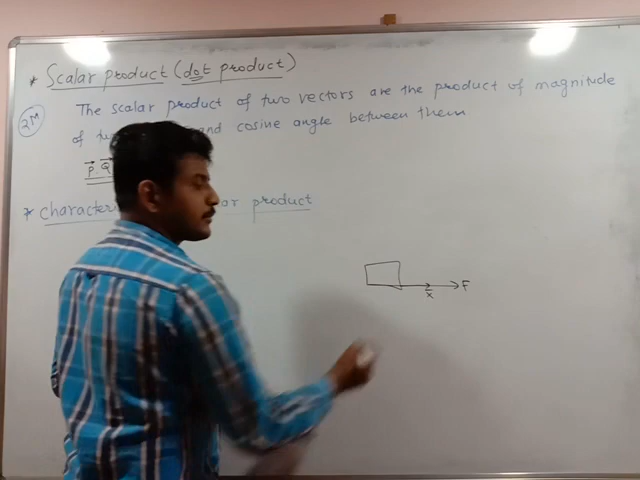 * Scalar product (dot product)
2M The scalar product of two vectors are the product of magnitude
of and cosine angle between them
P⃗. Q⃗
* product
F
x